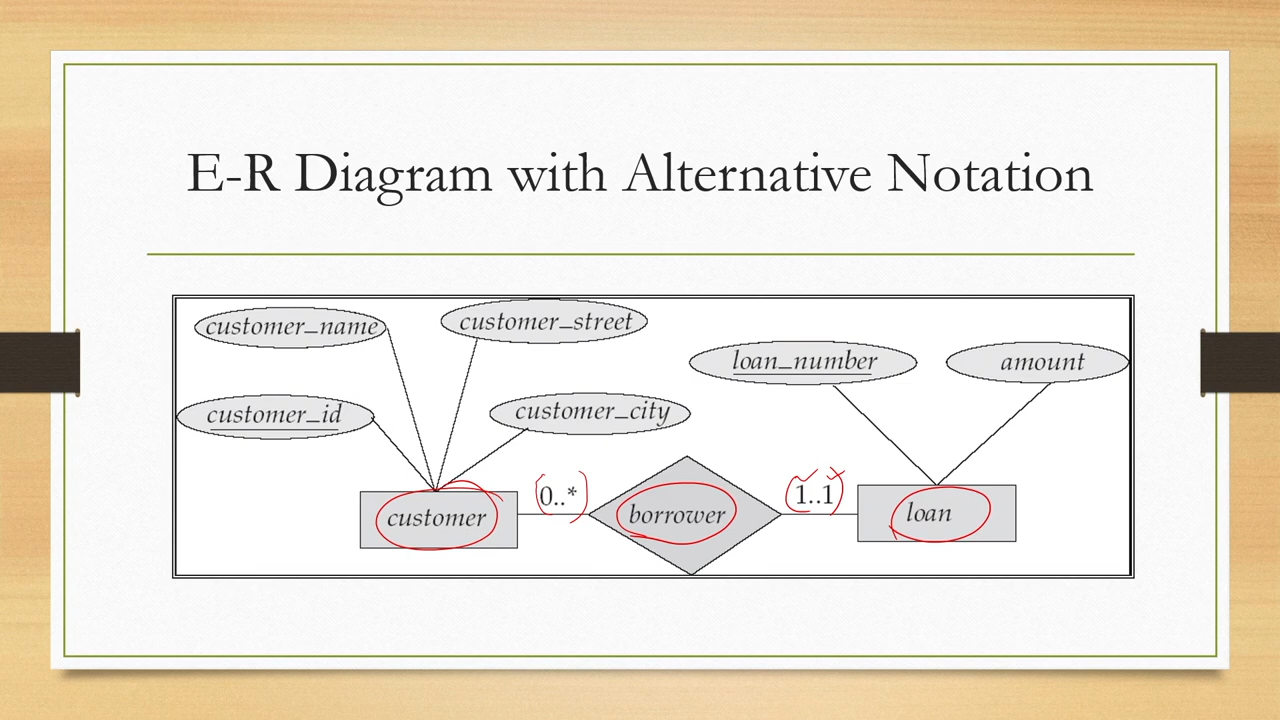 E-R Diagram with Alternative Notation
customer_name
customer_street
loan_number
amount
customer_id
customer_city
customer
0..*
borrower
1..1
loan